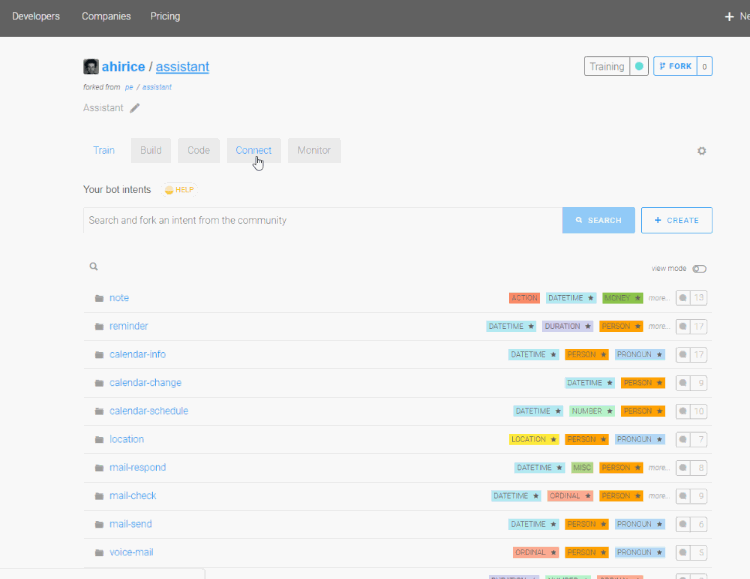 Developers Companies Pricing + Ne
ahirice / assistant Training FORK 0
forked from pe / assistant
Assistant
Train Build Code Connect Monitor
Your bot intents HELP
Search and fork an intent from the community SEARCH + CREATE
view mode
note ACTION DATETIME ★ MONEY ★ more... 13
reminder DATETIME ★ DURATION ★ PERSON ★ more... 17
calendar-info DATETIME ★ PERSON ★ PRONOUN ★ 17
calendar-change DATETIME ★ PERSON ★ 9
calendar-schedule DATETIME ★ NUMBER ★ PERSON ★ 10
location LOCATION ★ PERSON ★ PRONOUN ★ 7
mail-respond DATETIME ★ MISC PERSON ★ more... 8
mail-check DATETIME ★ ORDINAL ★ PERSON ★ more... 9
mail-send DATETIME ★ PERSON ★ PRONOUN ★ 6
voice-mail ORDINAL ★ PERSON ★ PRONOUN ★ 5